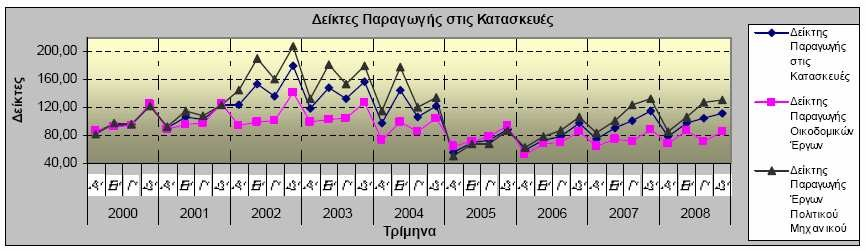 Δείκτες Παραγωγής στις Κατασκευές
Δείκτες
200,00
160,00
120,00
80,00
40,00
2000 2001 2002 2003 2004 2005 2006 2007 2008
Τρίμηνα
Δείκτης
Παραγωγής
στις
Κατασκευές
Δείκτης
Παραγωγής
Οικοδομικών
Έργων
Δείκτης
Παραγωγής
Έργων
Πολιτικού
Μηχανικού